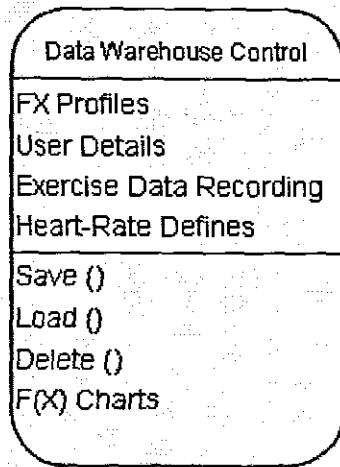 Data Warehouse Control
FX Profiles
User Details
Exercise Data Recording
Heart-Rate Defines
Save ()
Load ()
Delete ()
F(X) Charts